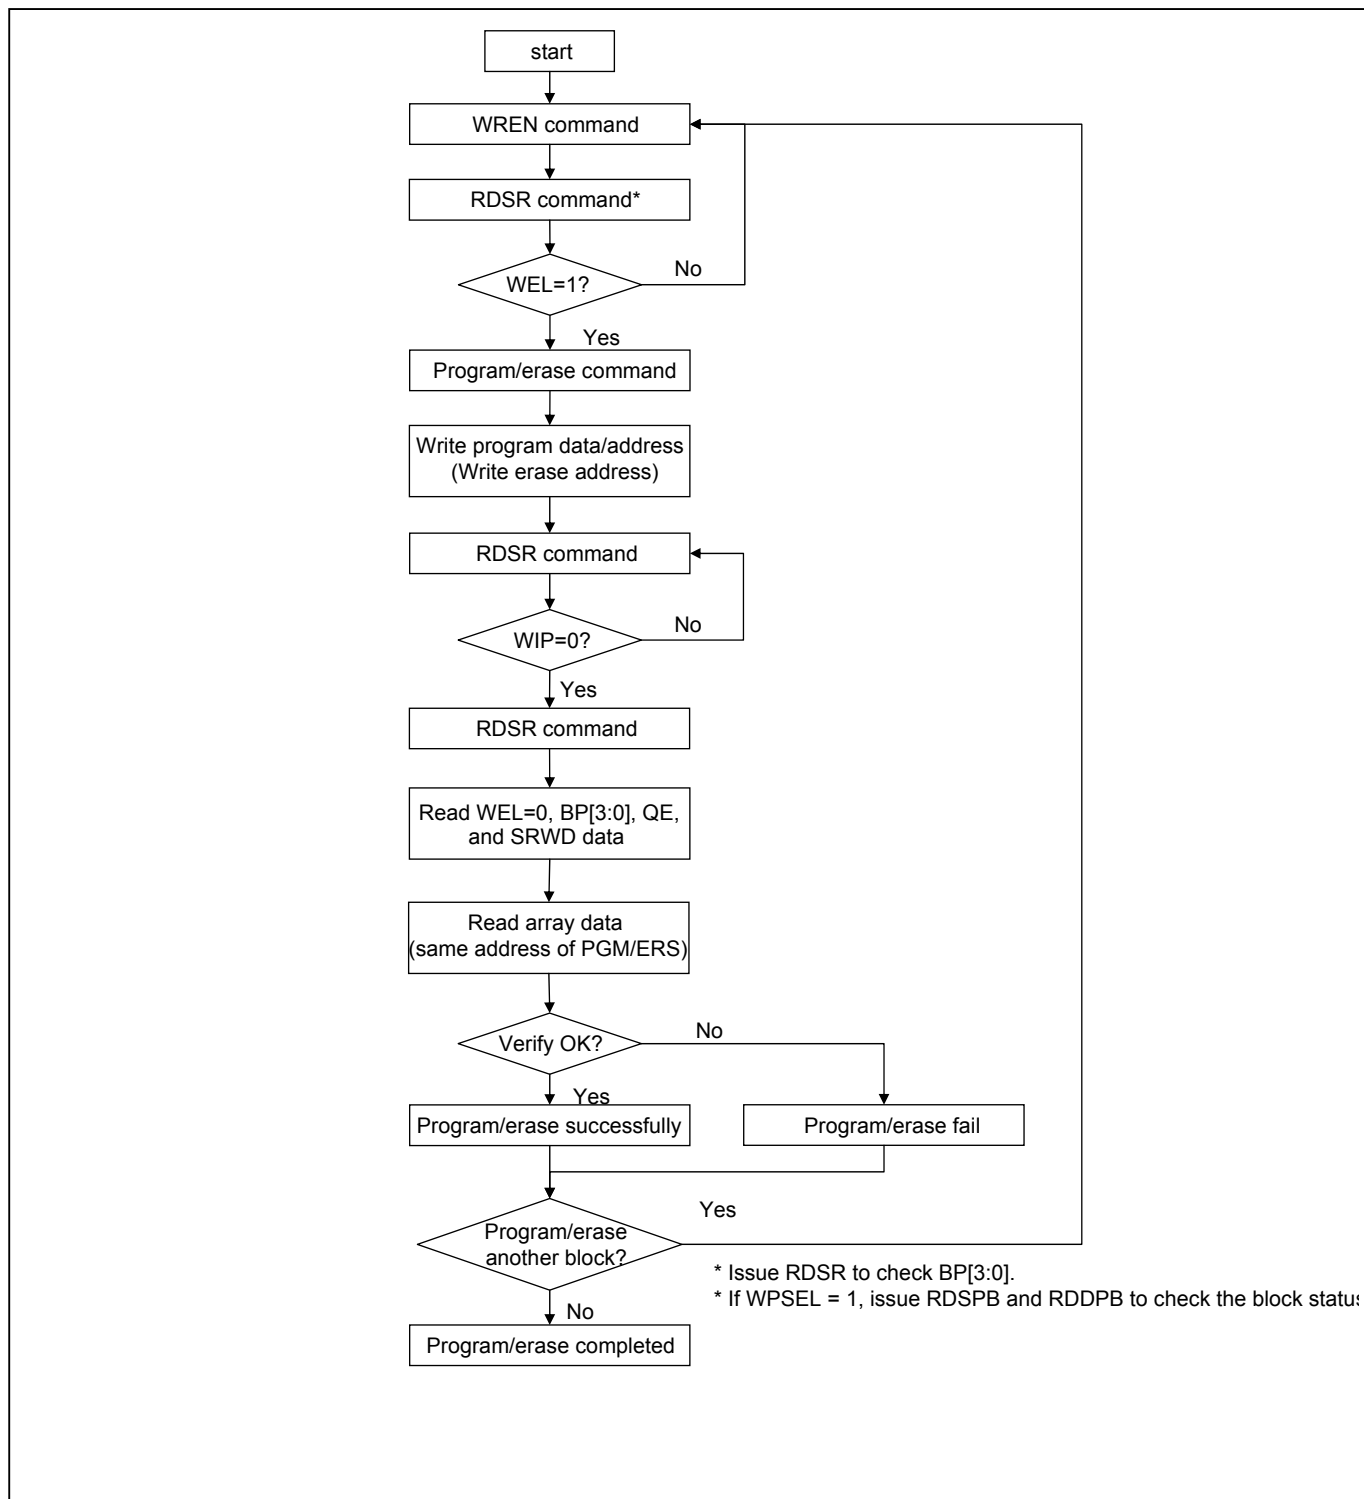 start
WREN command
RDSR command*
WEL=1?
No
Yes
Program/erase command
Write program data/address
(Write erase address)
RDSR command
WIP=0?
No
Yes
RDSR command
Read WEL=0, BP[3:0], QE,
and SRWD data
Read array data
(same address of PGM/ERS)
Verify OK?
No
Yes
Program/erase successfully
Program/erase fail
Program/erase
another block?
Yes
* Issue RDSR to check BP[3:0].
* If WPSEL = 1, issue RDSPB and RDDPB to check the block status
No
Program/erase completed